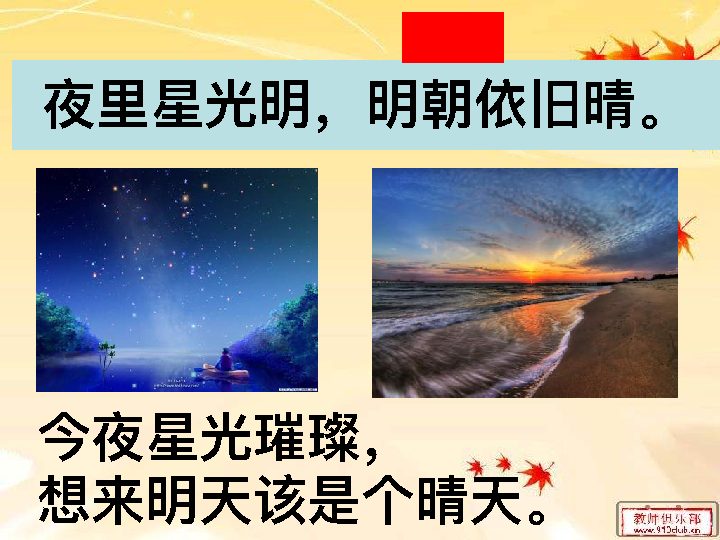 夜里星光明，明朝依旧晴。
今夜星光璀璨，
想来明天该是个晴天。
教师俱乐部
www.910club.cn